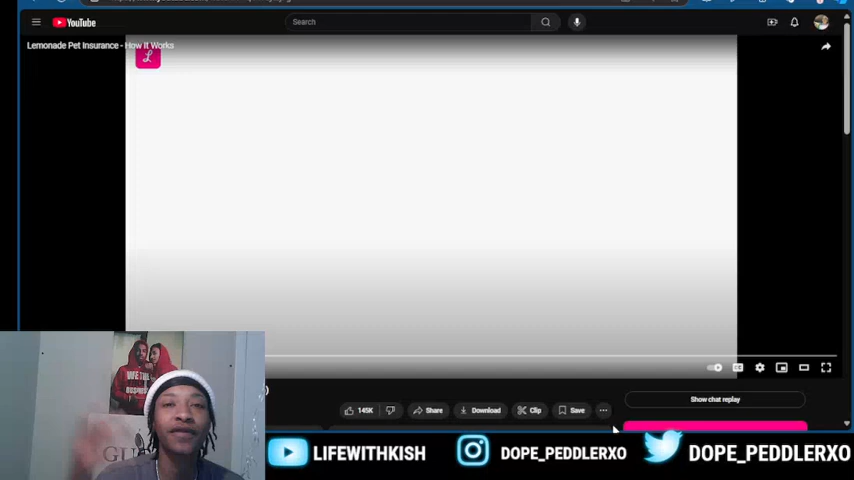 YouTube
Search
Lemonade Pet Insurance - How It Works
L
145K
Share
Download
Clip
Save
Show chat replay
LIFEWITHKISH
DOPE_PEDDLERXO
DOPE_PEDDLERXO